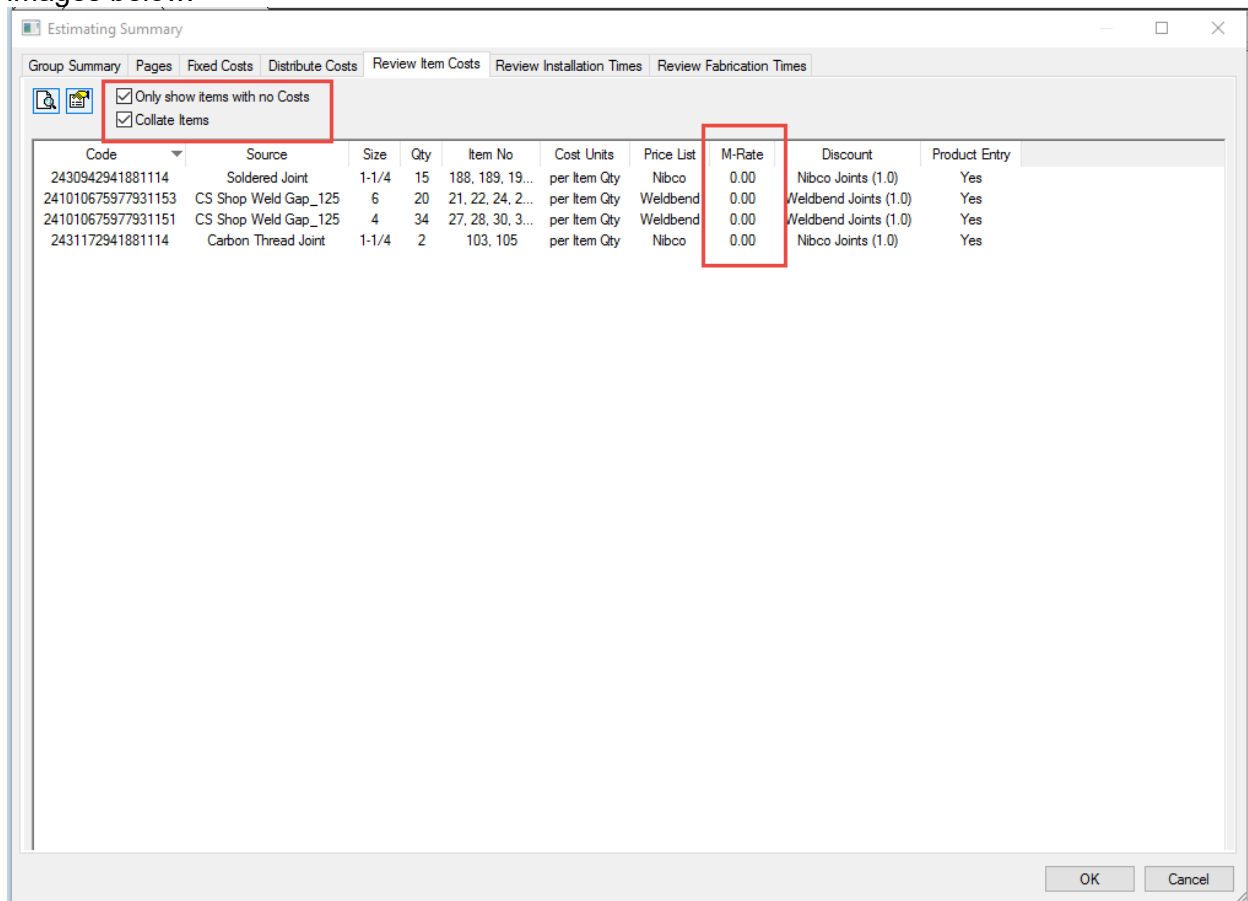 images below.
Estimating Summary
Group Summary Pages Fixed Costs Distribute Costs Review Item Costs Review Installation Times Review Fabrication Times
Only show items with no Costs
Collate Items
Code Source Size Qty Item No Cost Units Price List M-Rate Discount Product Entry
2430942941881114 Soldered Joint 1-1/4 15 188, 189, 19... per Item Qty Nibco 0.00 Nibco Joints (1.0) Yes
241010675977931153 CS Shop Weld Gap_125 6 20 21, 22, 24, 2... per Item Qty Weldbend 0.00 Weldbend Joints (1.0) Yes
241010675977931151 CS Shop Weld Gap_125 4 34 27, 28, 30, 3... per Item Qty Weldbend 0.00 Weldbend Joints (1.0) Yes
2431172941881114 Carbon Thread Joint 1-1/4 2 103, 105 per Item Qty Nibco 0.00 Nibco Joints (1.0) Yes
OK Cancel